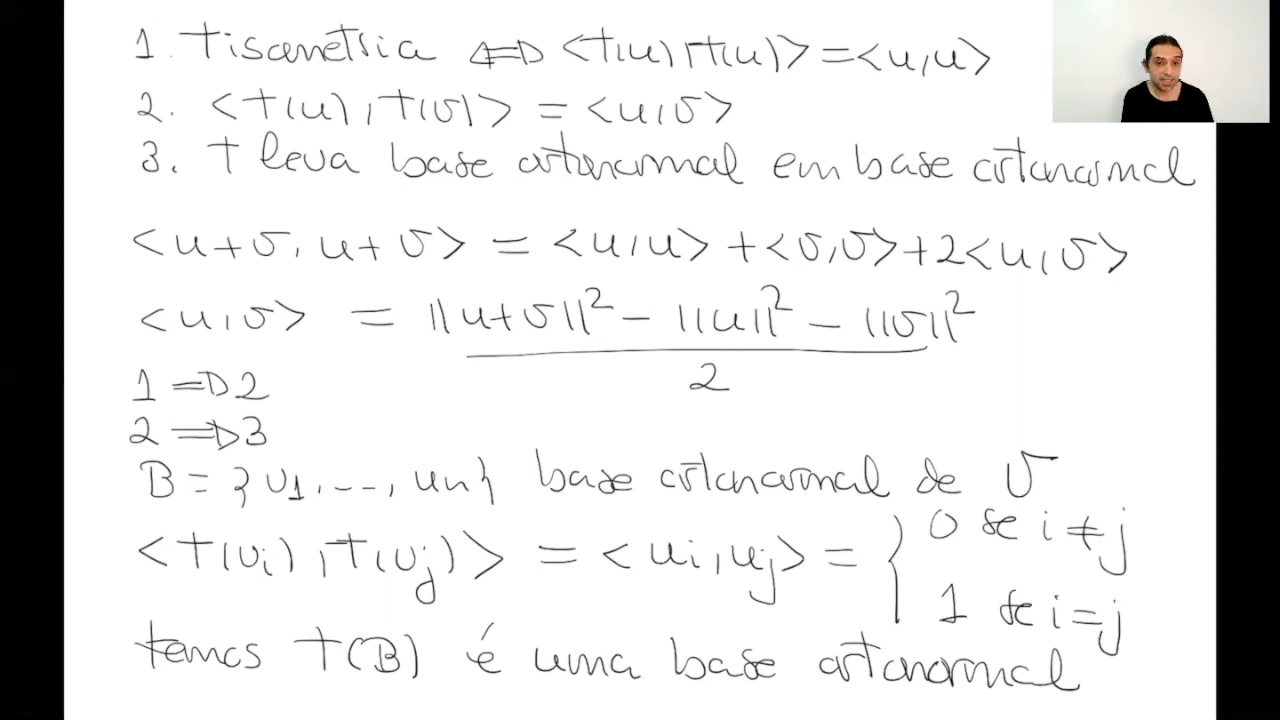 1. T isometria <=> <T(u), T(u)> = <u,u>
2. <T(u), T(v)> = <u,v>
3. T leva base ortonormal em base ortonormal
<u+v, u+v> = <u,u> + <v,v> + 2<u,v>
<u,v> = ||u+v||² - ||u||² - ||v||²
2
1 => 2
2 => 3
B = {u1, ..., un} base ortonormal de V
<T(ui), T(uj)> = <ui, uj> = { 0 se i ≠ j
1 se i = j
temos T(B) é uma base ortonormal